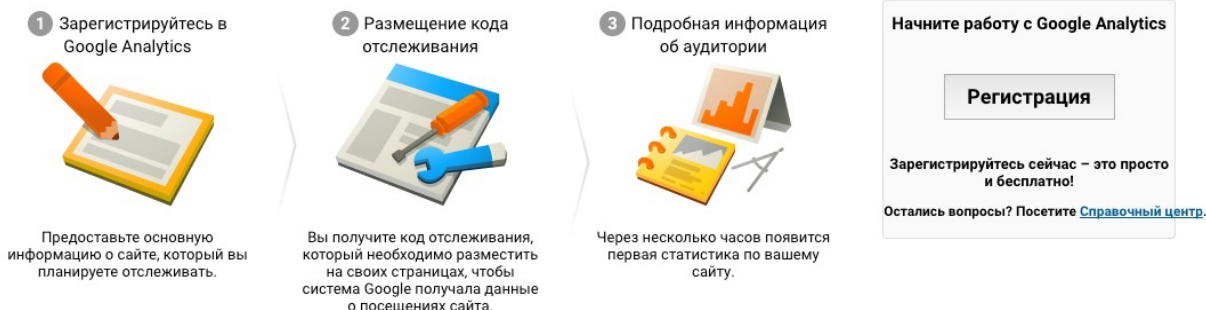 1 Зарегистрируйтесь в
Google Analytics
Предоставьте основную
информацию о сайте, который вы
планируете отслеживать.
2 Размещение кода
отслеживания
Вы получите код отслеживания,
который необходимо разместить
на своих страницах, чтобы
система Google получала данные
о посещениях сайта.
3 Подробная информация
об аудитории
Через несколько часов появится
первая статистика по вашему
сайту.
Начните работу с Google Analytics
Регистрация
Зарегистрируйтесь сейчас – это просто
и бесплатно!
Остались вопросы? Посетите Справочный центр.